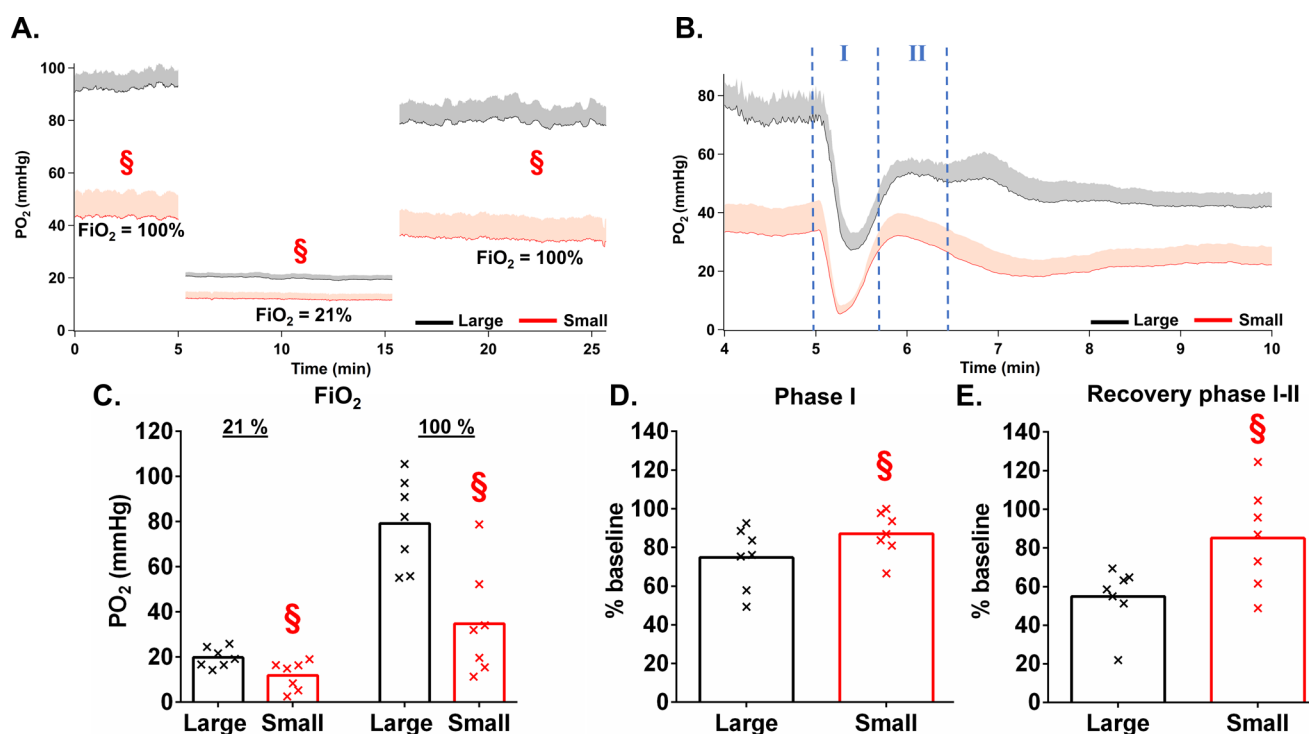 A.
100
80
60
40
20
0
PO2 (mmHg)
§
FiO2 = 100%
§
FiO2 = 21%
§
FiO2 = 100%
Large Small
0 5 10 15 20 25
Time (min)
B.
I II
80
60
40
20
0
PO2 (mmHg)
Large Small
4 5 6 7 8 9 10
Time (min)
C.
FiO2
21 % 100 %
120
100
80
60
40
20
0
PO2 (mmHg)
§
§
Large Small Large Small
D.
Phase I
140
120
100
80
60
40
20
0
% baseline
§
Large Small
E.
Recovery phase I-II
140
120
100
80
60
40
20
0
% baseline
§
Large Small